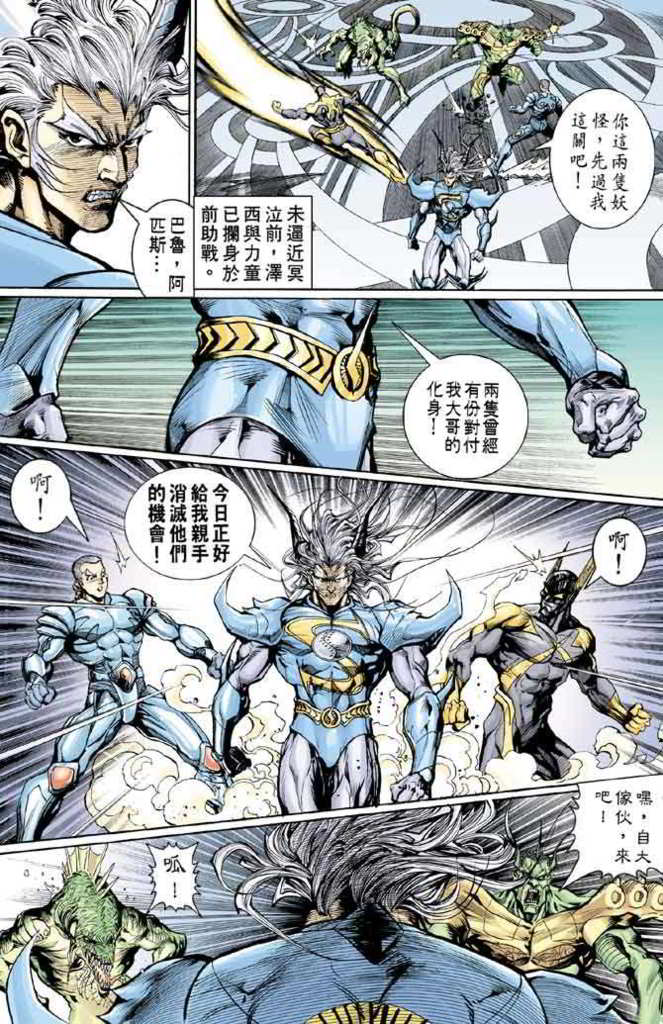 你這兩隻妖
怪，先過我
這關吧！
未逼近冥
泣前，澤
西與力童
已攔身於
前助戰。
巴魯，阿
匹斯…
兩隻曾經
有份對付
我大哥的
化身！
啊！
今日正好
給我親手
消滅他們
的機會！
啊！
嘿，自大
傢伙，來
吧！
呱！